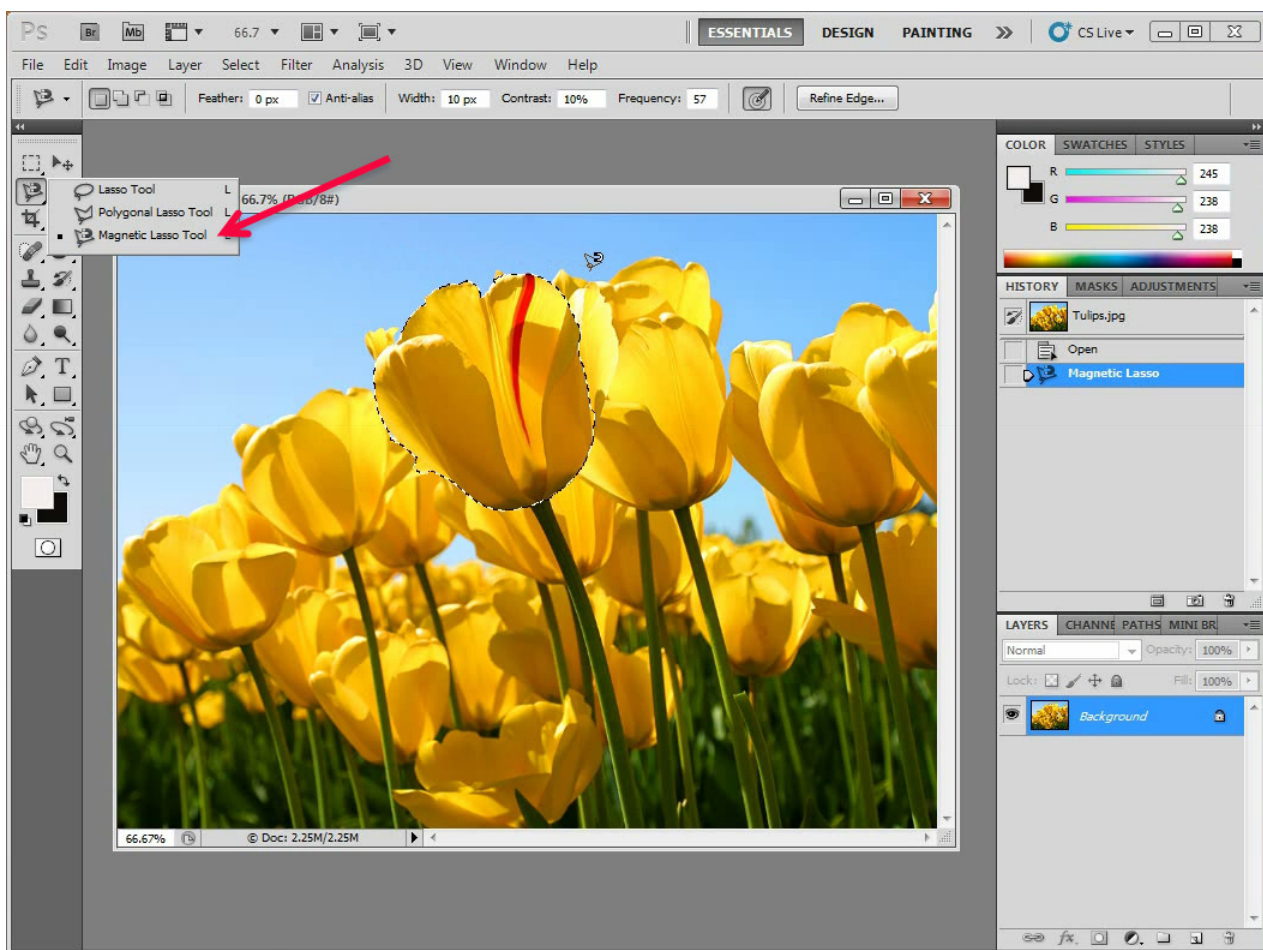 Ps Br Mb 66.7 ESSENTIALS DESIGN PAINTING CS Live
File Edit Image Layer Select Filter Analysis 3D View Window Help
Feather: 0 px Anti-alias Width: 10 px Contrast: 10% Frequency: 57 Refine Edge...
Lasso Tool L
Polygonal Lasso Tool L
Magnetic Lasso Tool
66.7% (RGB/8#)
T
66.67% © Doc: 2.25M/2.25M
COLOR SWATCHES STYLES
R 245
G 238
B 238
HISTORY MASKS ADJUSTMENTS
Tulips.jpg
Open
Magnetic Lasso
LAYERS CHANNE PATHS MINI BR
Normal Opacity: 100%
Lock: Fill: 100%
Background
fx